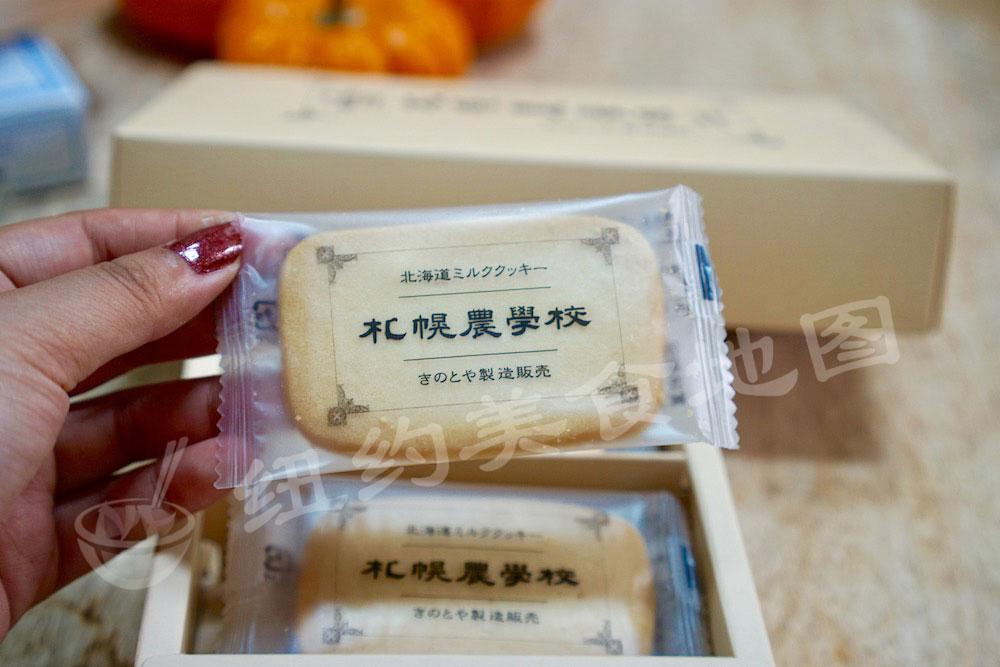 北海道ミルククッキー
札幌農學校
きのとや製造販売
北海道ミルククッキー
札幌農學校
きのとや製造販売
纽约美食地图